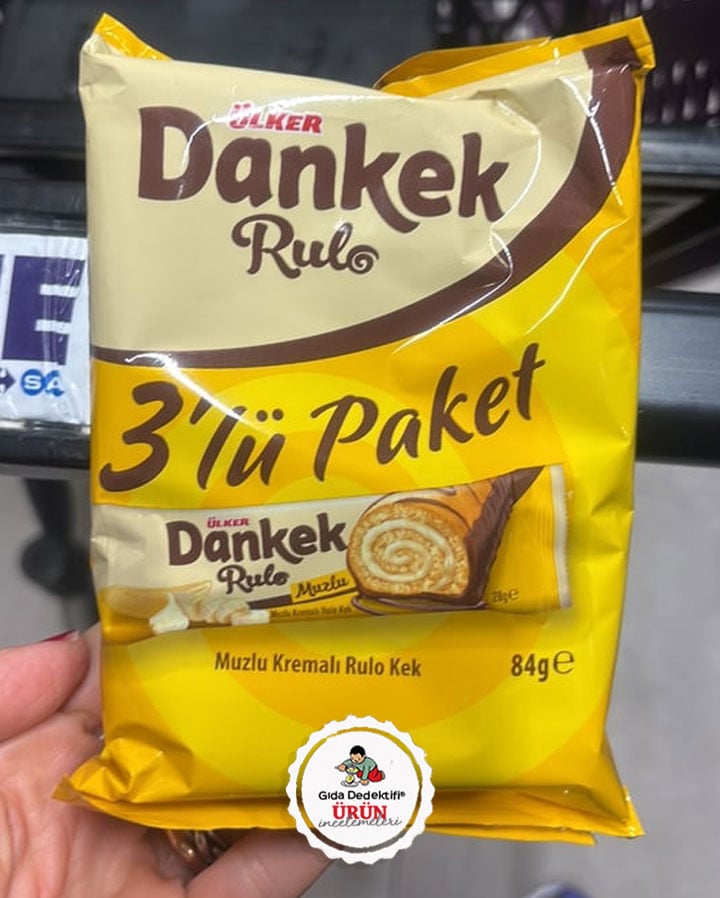 ÜLKER
Dankek
Rulo
E
SA
3'lü Paket
ÜLKER
Dankek
Rulo
Muzlu
Muzlu Kremalı Rulo Kek
28g℮
Muzlu Kremalı Rulo Kek
84g℮
Gıda Dedektifi®
ÜRÜN
incelemeleri